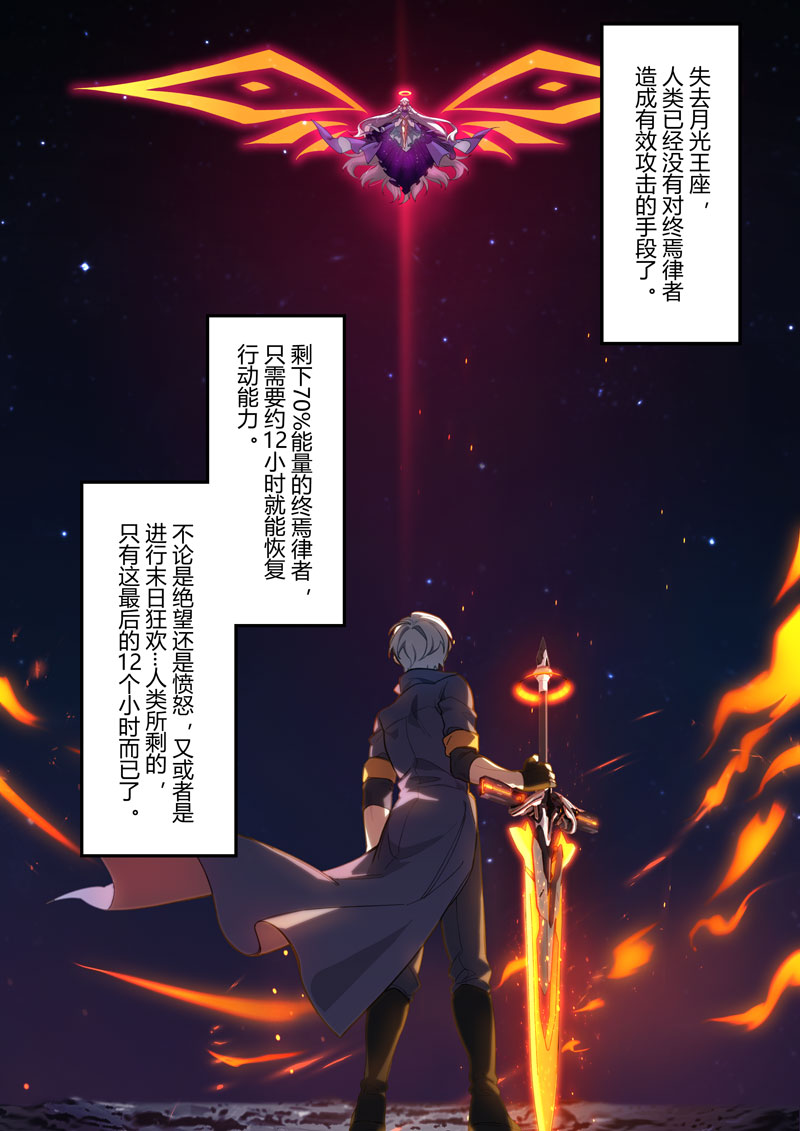 失去月光王座，
人类已经没有对终焉律者
造成有效攻击的手段了。
剩下70%能量的终焉律者，
只需要约12小时就能恢复
行动能力。
不论是绝望还是愤怒，又或者是
进行末日狂欢…人类所剩的，
只有这最后的12个小时而已了。